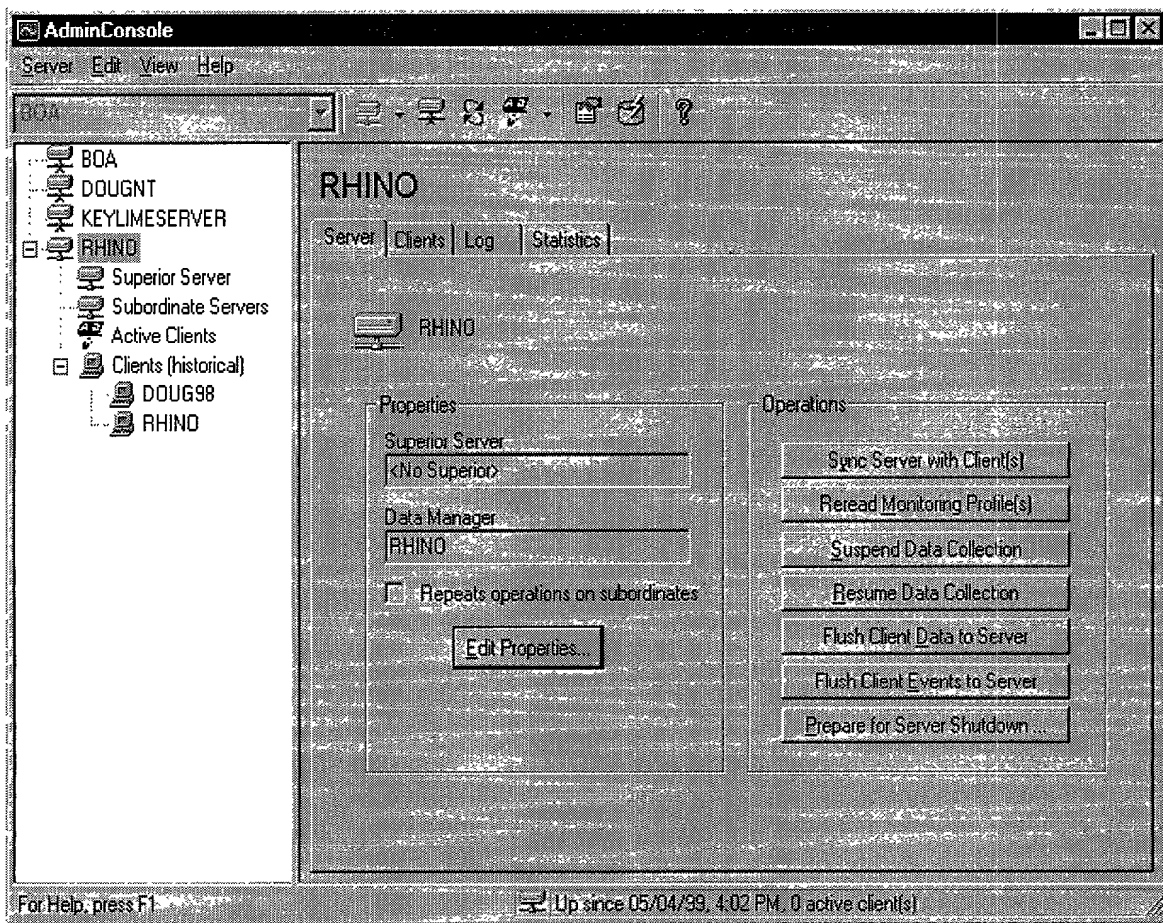 AdminConsole
Server Edit View Help
BOA
BOA
DOUGNT
KEYLIMESERVER
RHINO
Superior Server
Subordinate Servers
Active Clients
Clients (historical)
DOUG98
RHINO
RHINO
Server Clients Log Statistics
RHINO
Properties
Superior Server
<No Superior>
Data Manager
RHINO
Repeats operations on subordinates
Edit Properties...
Operations
Sync Server with Client(s)
Reread Monitoring Profile(s)
Suspend Data Collection
Resume Data Collection
Flush Client Data to Server
Flush Client Events to Server
Prepare for Server Shutdown ...
For Help, press F1
Up since 05/04/99, 4:02 PM, 0 active client(s)